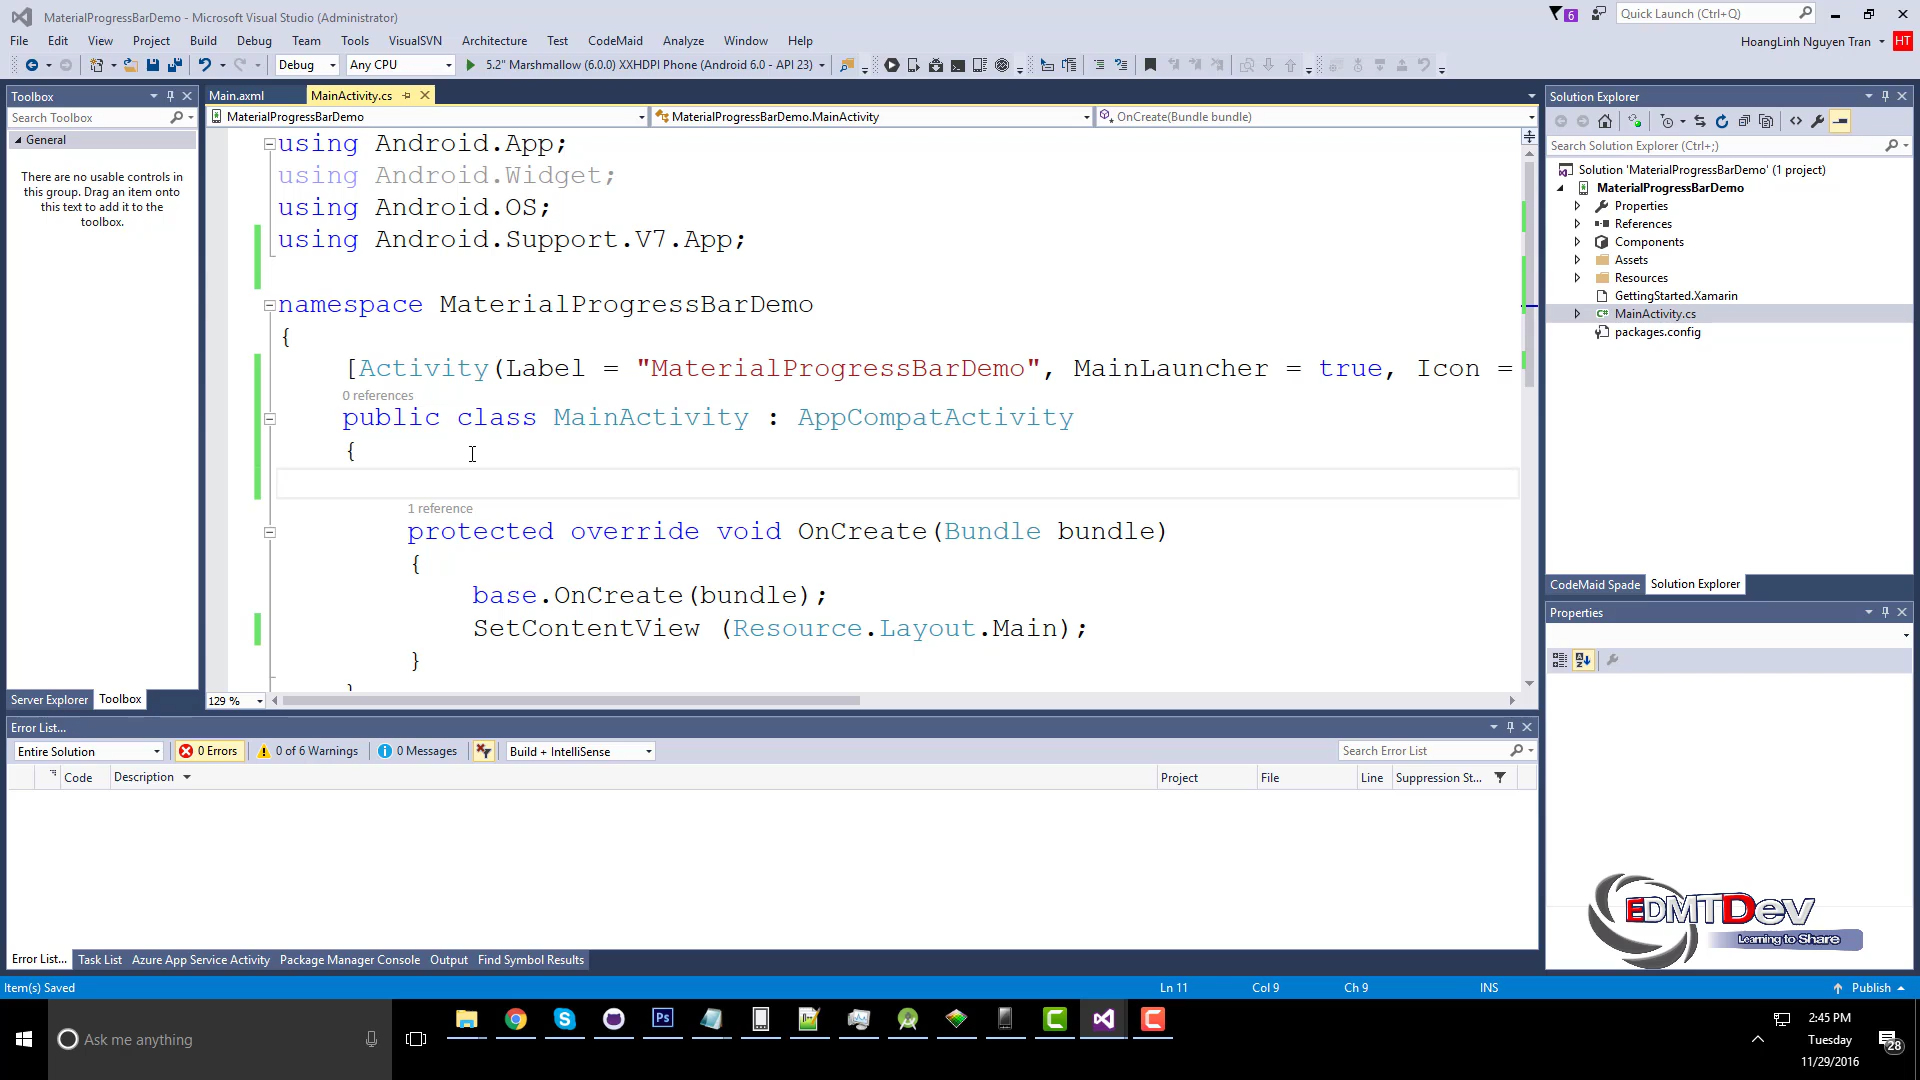 MaterialProgressBarDemo - Microsoft Visual Studio (Administrator)
6
Quick Launch (Ctrl+Q)
File Edit View Project Build Debug Team Tools VisualSVN Architecture Test CodeMaid Analyze Window Help
HoangLinh Nguyen Tran
HT
Debug
Any CPU
5.2" Marshmallow (6.0.0) XXHDPI Phone (Android 6.0 - API 23)
Toolbox
Search Toolbox
General
There are no usable controls in
this group. Drag an item onto
this text to add it to the
toolbox.
Server Explorer Toolbox
Main.axml MainActivity.cs
MaterialProgressBarDemo
MaterialProgressBarDemo.MainActivity
OnCreate(Bundle bundle)
using Android.App;
using Android.Widget;
using Android.OS;
using Android.Support.V7.App;
namespace MaterialProgressBarDemo
{
[Activity(Label = "MaterialProgressBarDemo", MainLauncher = true, Icon =
0 references
public class MainActivity : AppCompatActivity
{
1 reference
protected override void OnCreate(Bundle bundle)
{
base.OnCreate(bundle);
SetContentView (Resource.Layout.Main);
}
129 %
Solution Explorer
Search Solution Explorer (Ctrl+;)
Solution 'MaterialProgressBarDemo' (1 project)
MaterialProgressBarDemo
Properties
References
Components
Assets
Resources
GettingStarted.Xamarin
MainActivity.cs
packages.config
CodeMaid Spade Solution Explorer
Properties
Error List...
Entire Solution
0 Errors
0 of 6 Warnings
0 Messages
Build + IntelliSense
Search Error List
Code Description Project File Line Suppression St...
EDMTDev
Learning to Share
Error List... Task List Azure App Service Activity Package Manager Console Output Find Symbol Results
Item(s) Saved
Ln 11
Col 9
Ch 9
INS
Publish
Ask me anything
Ps
2:45 PM
Tuesday
11/29/2016
28